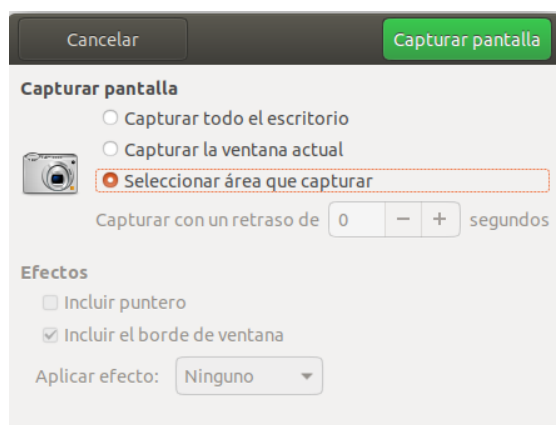 Cancelar
Capturar pantalla
Capturar pantalla
Capturar todo el escritorio
Capturar la ventana actual
Seleccionar área que capturar
Capturar con un retraso de 0 − + segundos
Efectos
Incluir puntero
Incluir el borde de ventana
Aplicar efecto: Ninguno